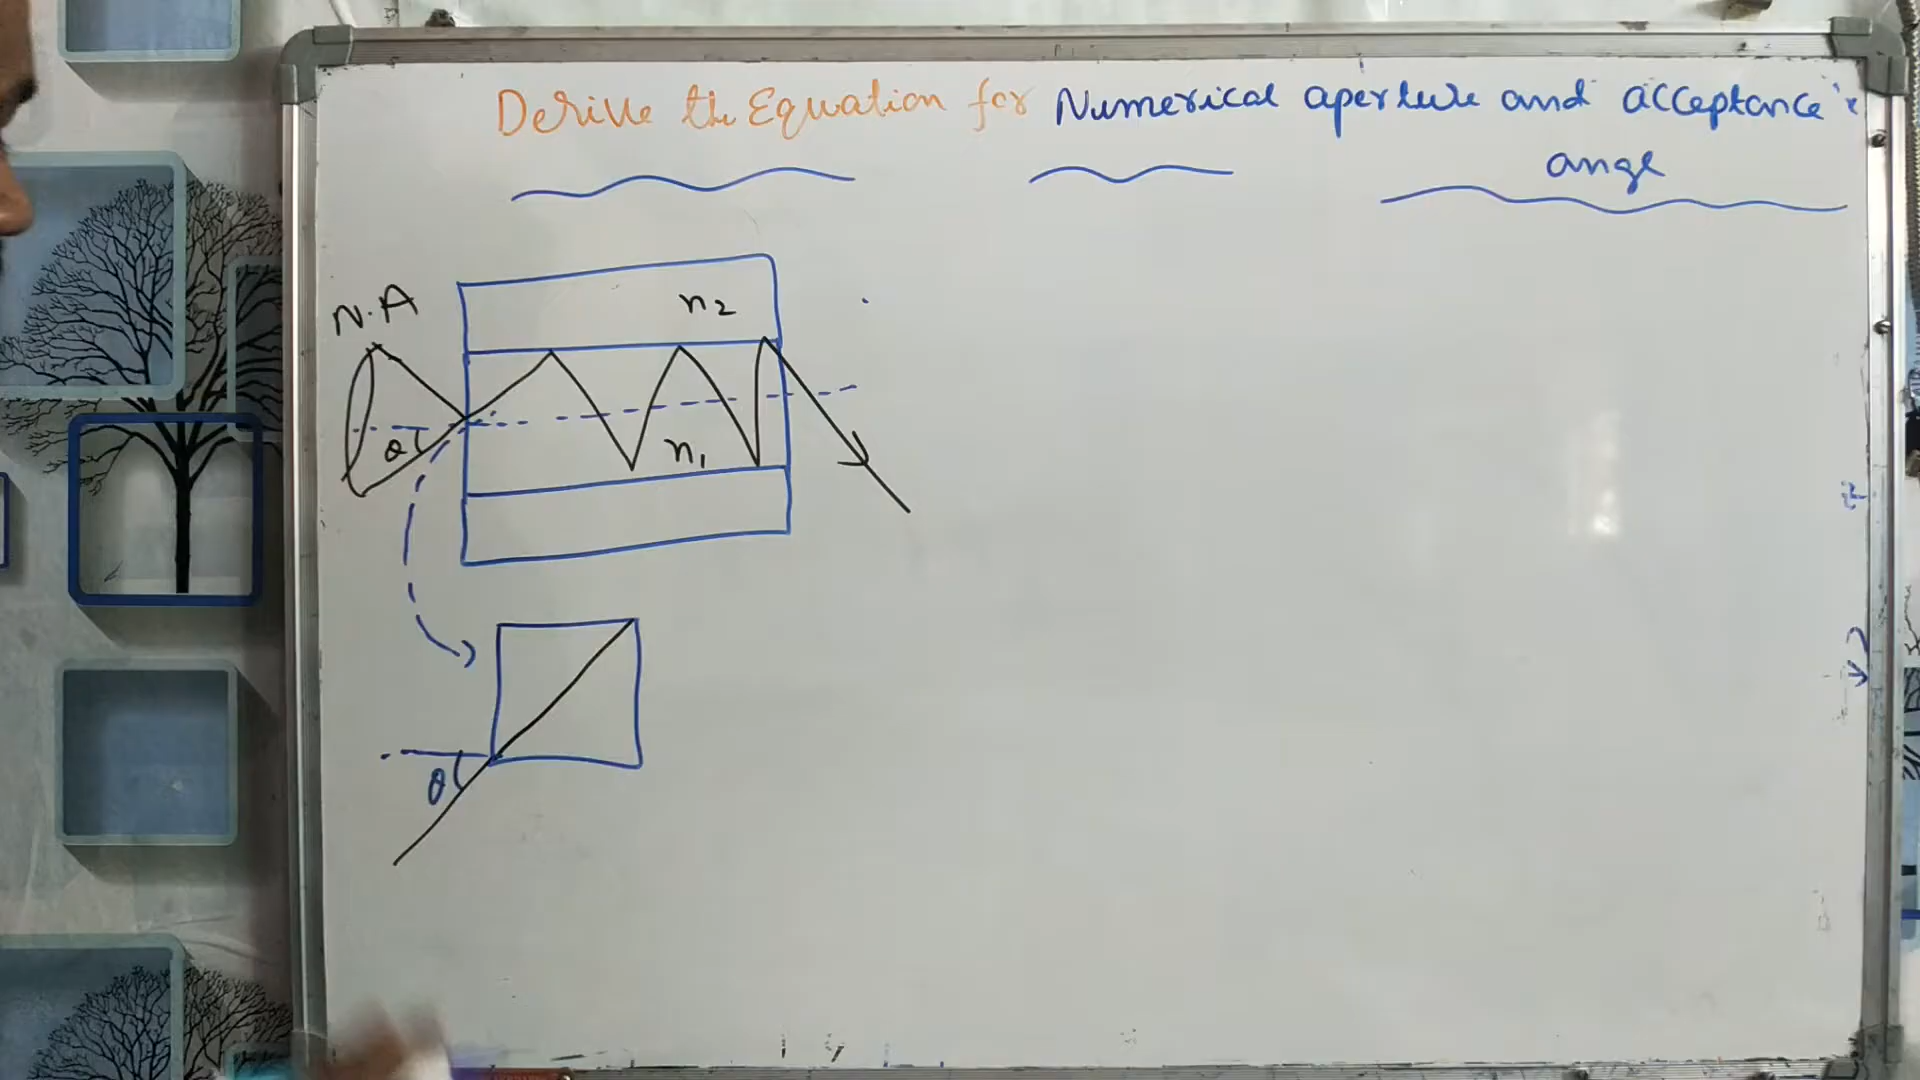 Derive the Equation for Numerical aperture and acceptance
angle
N.A
n2
θ
n1
θ